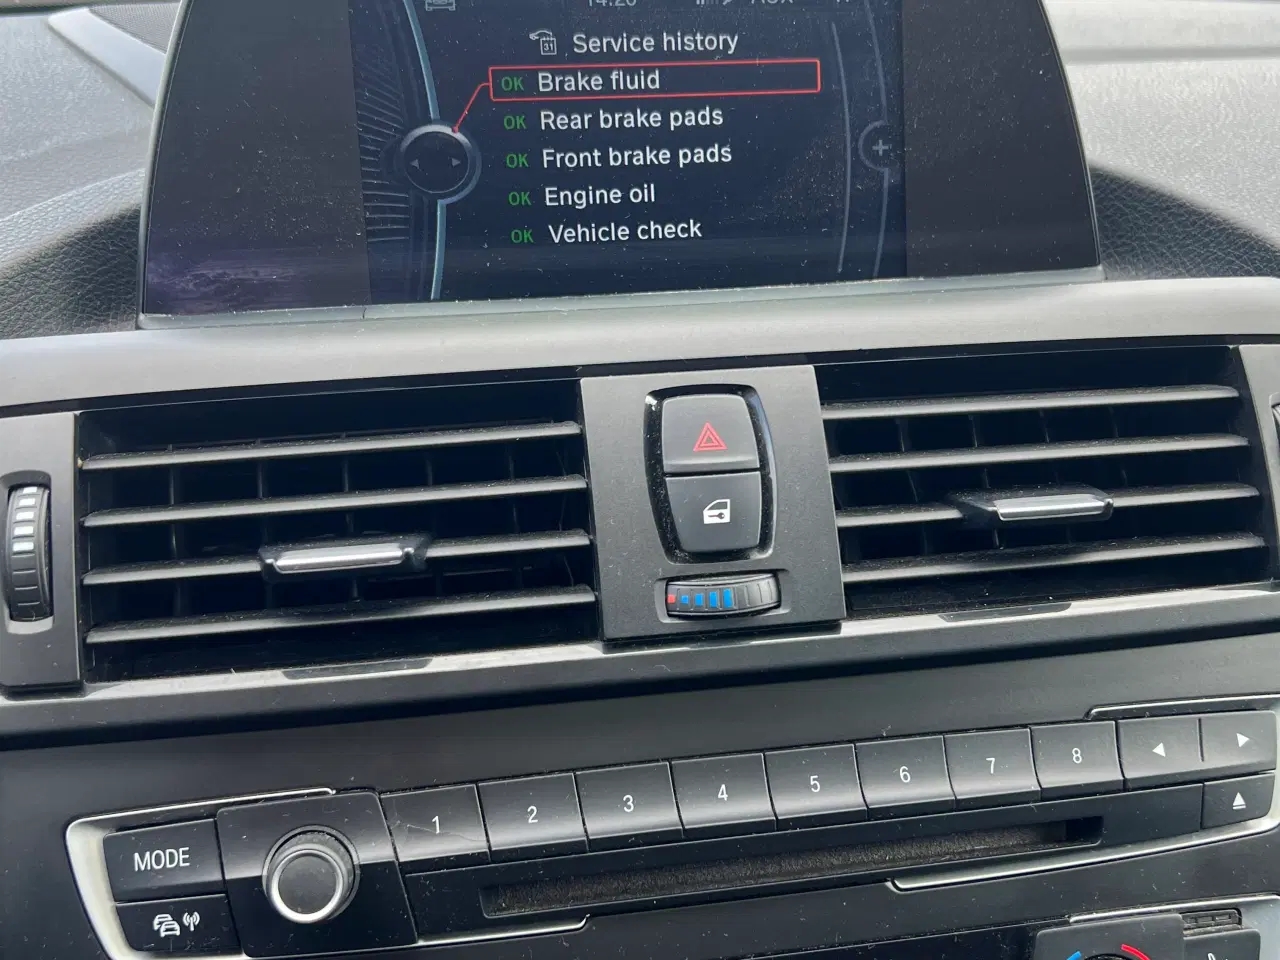 Service history
31
OK Brake fluid
OK Rear brake pads
OK Front brake pads
OK Engine oil
OK Vehicle check
1 2 3 4 5 6 7 8
MODE